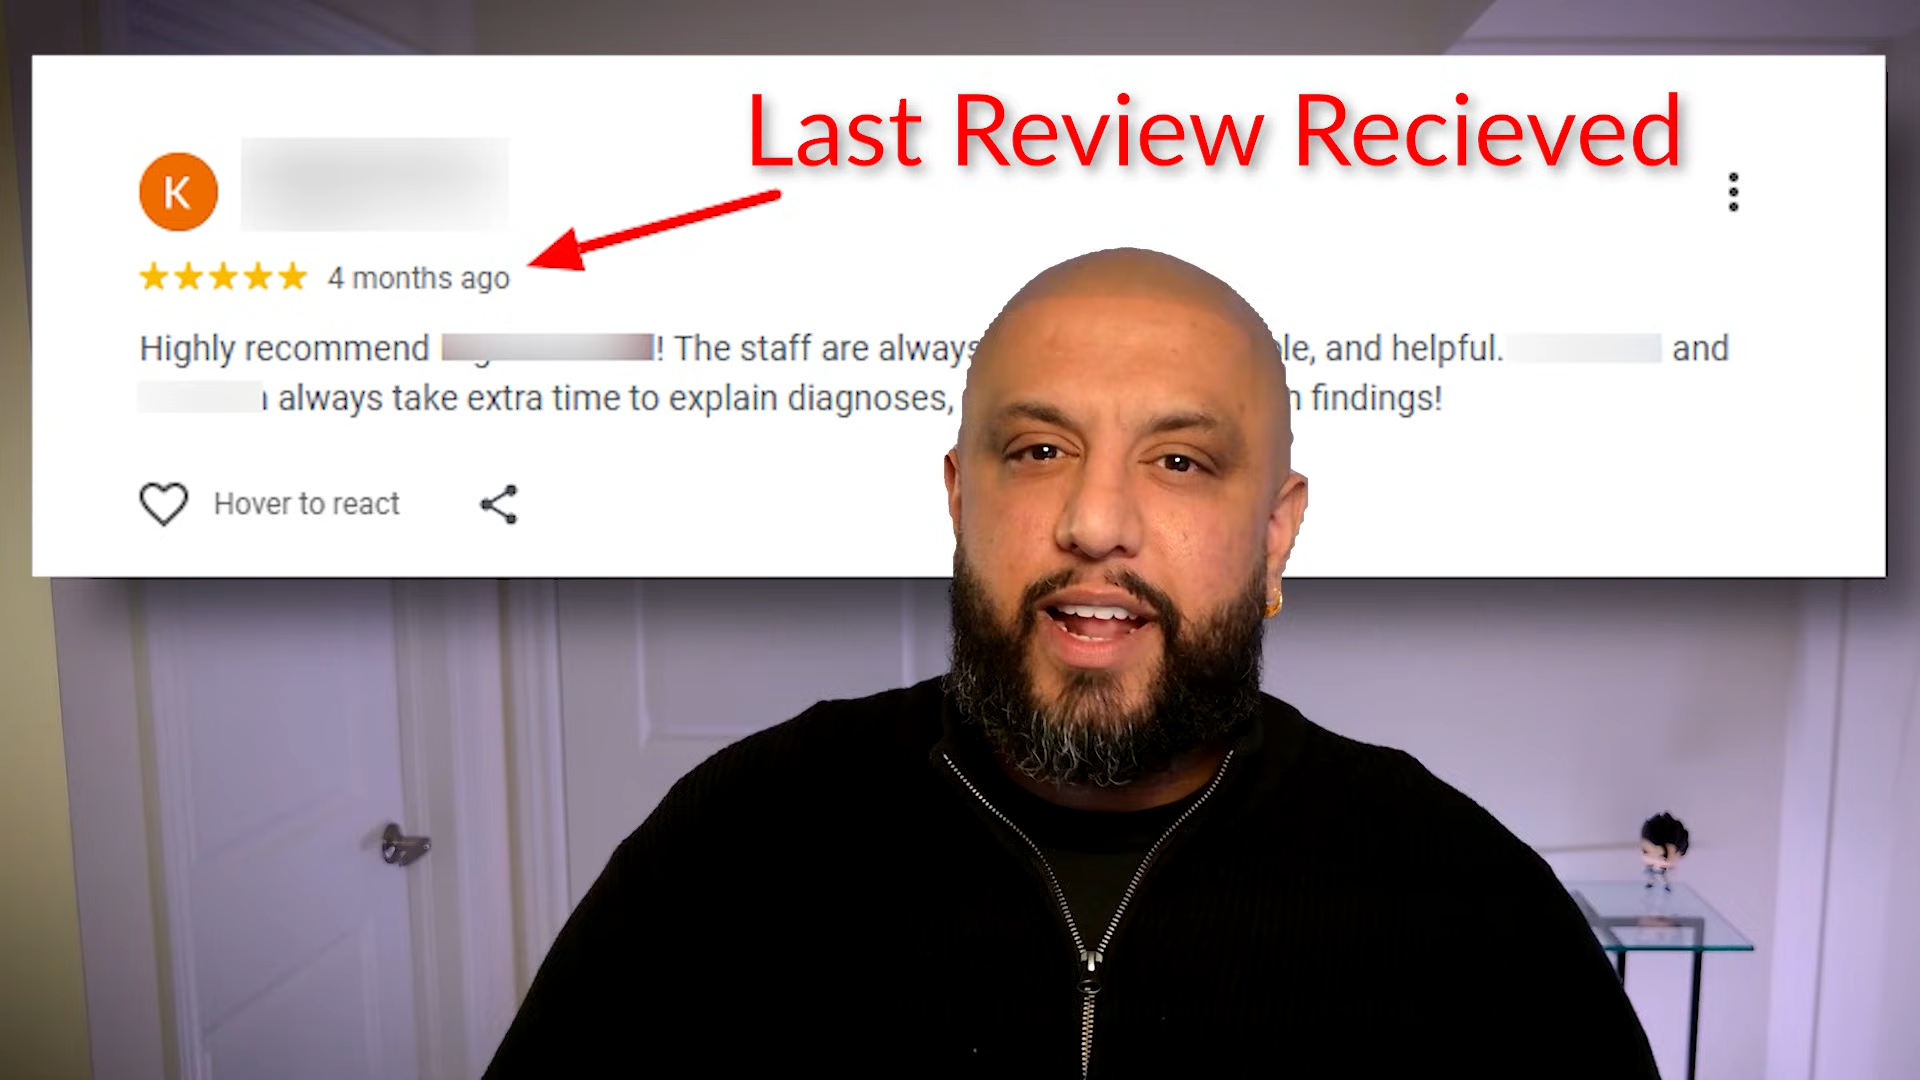 Last Review Recieved
K
4 months ago
Highly recommend ! The staff are always and helpful. and
always take extra time to explain diagnoses, findings!
Hover to react